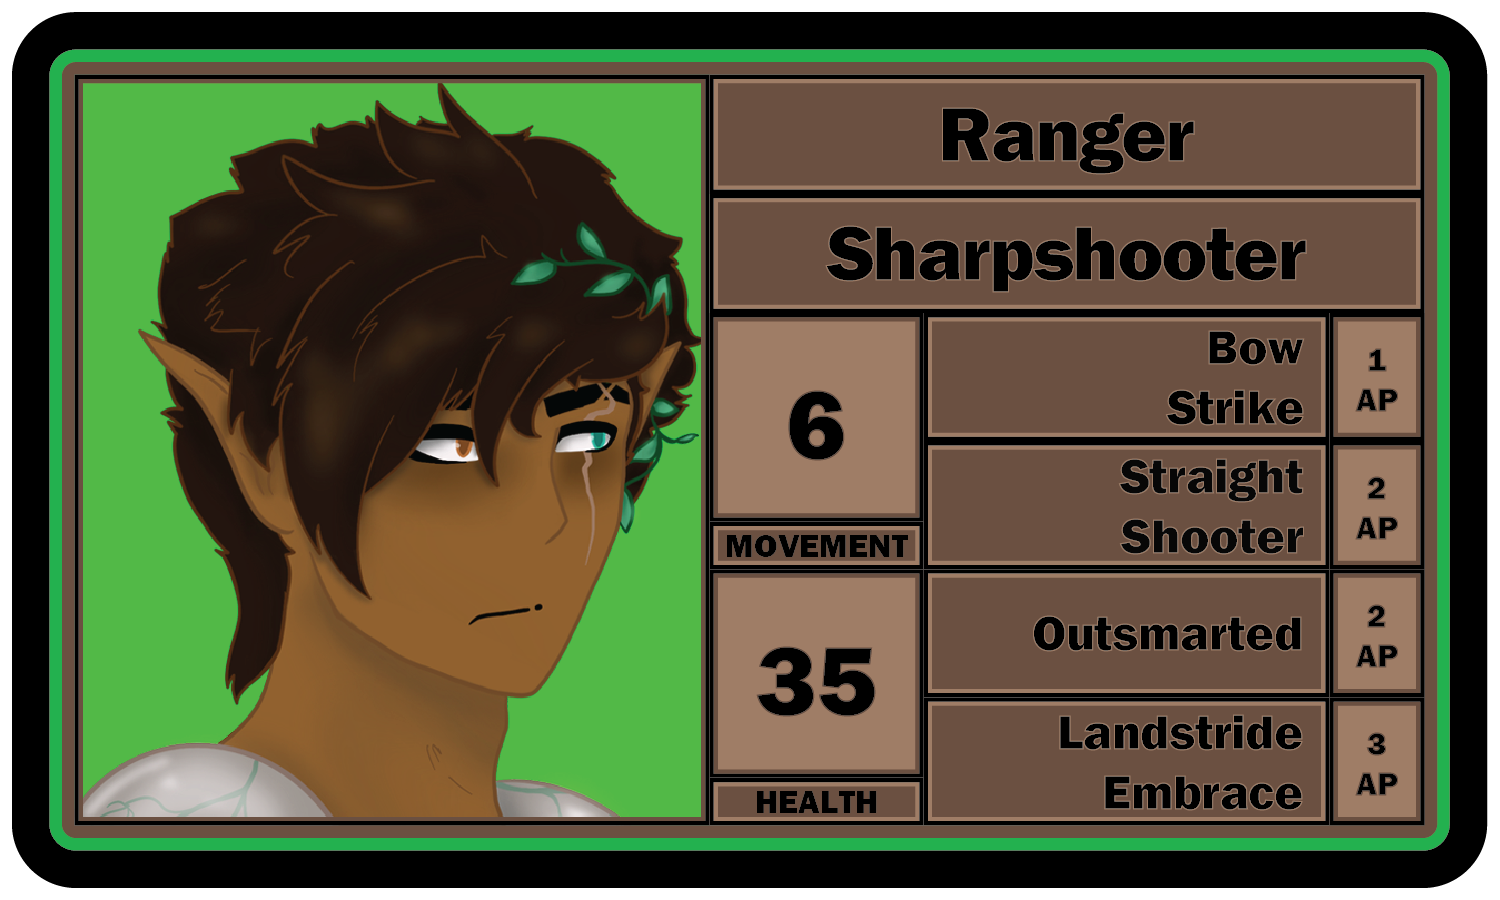 Ranger
Sharpshooter
6
MOVEMENT
35
HEALTH
Bow
Strike
1
AP
Straight
Shooter
2
AP
Outsmarted
2
AP
Landstride
Embrace
3
AP